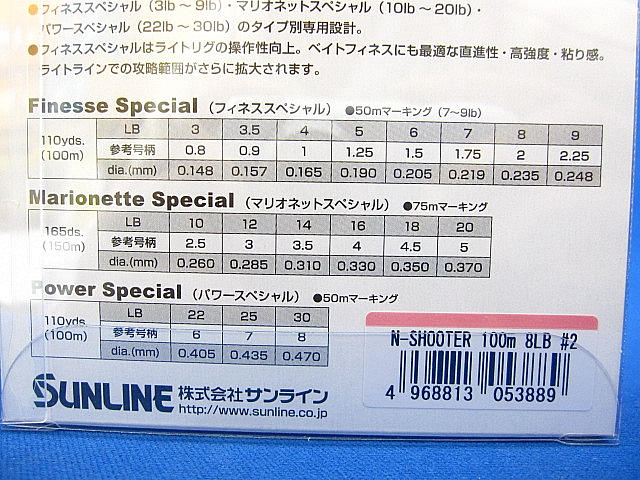 フィネススペシャル（3lb～9lb）・マリオネットスペシャル（10lb～20lb）・
パワースペシャル（22lb～30lb）のタイプ別専用設計。
●フィネススペシャルはライトリグの操作性向上。ベイトフィネスにも最適な直進性・高強度・粘り感。
ライトラインでの攻略範囲がさらに拡大されます。
Finesse Special（フィネススペシャル） ●50mマーキング（7～9lb）
110yds. (100m)
LB 3 3.5 4 5 6 7 8 9
参考号柄 0.8 0.9 1 1.25 1.5 1.75 2 2.25
dia.(mm) 0.148 0.157 0.165 0.190 0.205 0.219 0.235 0.248
Marionette Special（マリオネットスペシャル） ●75mマーキング
165ds. (150m)
LB 10 12 14 16 18 20
参考号柄 2.5 3 3.5 4 4.5 5
dia.(mm) 0.260 0.285 0.310 0.330 0.350 0.370
Power Special（パワースペシャル） ●50mマーキング
110yds. (100m)
LB 22 25 30
参考号柄 6 7 8
dia.(mm) 0.405 0.435 0.470
SUNLINE 株式会社サンライン
http://www.sunline.co.jp
N-SHOOTER 100m 8LB #2
4 968813 053889